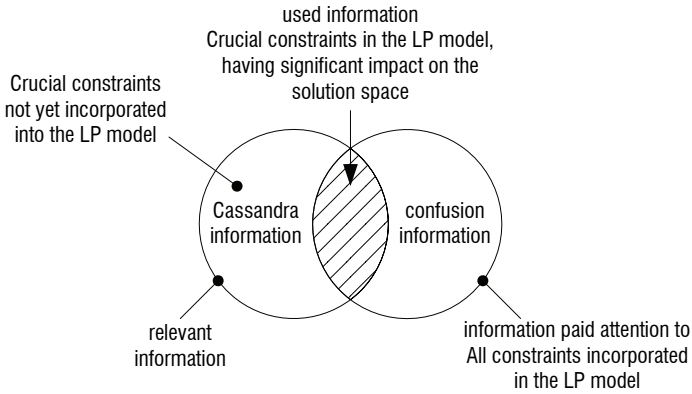 used information
Crucial constraints in the LP model,
having significant impact on the
solution space
Crucial constraints
not yet incorporated
into the LP model
Cassandra
information
confusion
information
relevant
information
information paid attention to
All constraints incorporated
in the LP model